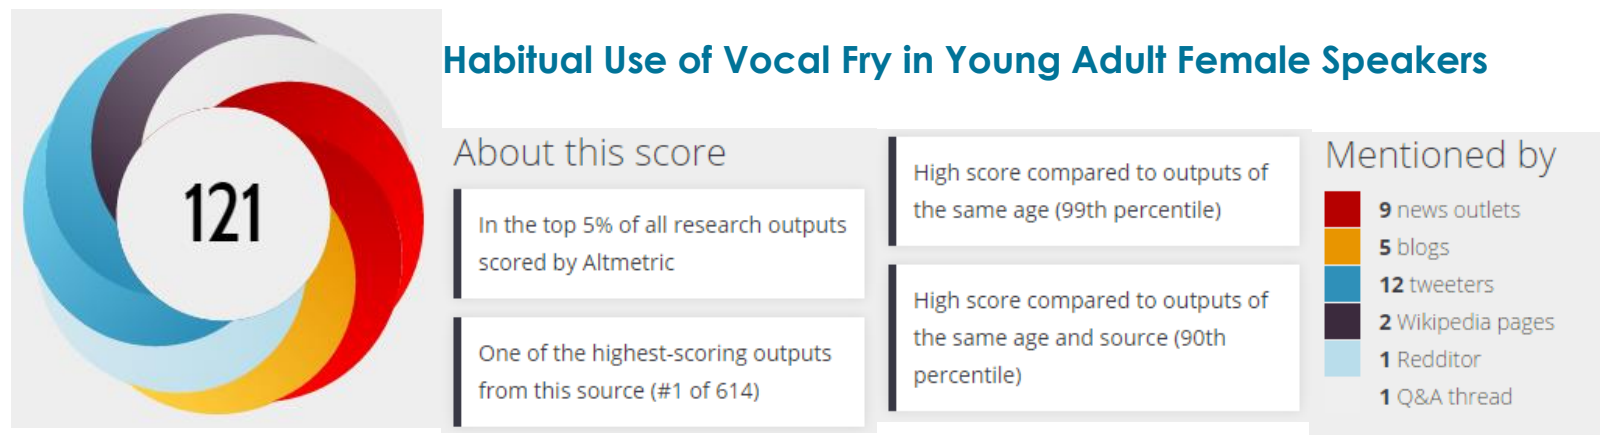 Habitual Use of Vocal Fry in Young Adult Female Speakers
121
About this score
In the top 5% of all research outputs
scored by Altmetric
One of the highest-scoring outputs
from this source (#1 of 614)
High score compared to outputs of
the same age (99th percentile)
High score compared to outputs of
the same age and source (90th
percentile)
Mentioned by
9 news outlets
5 blogs
12 tweeters
2 Wikipedia pages
1 Redditor
1 Q&A thread